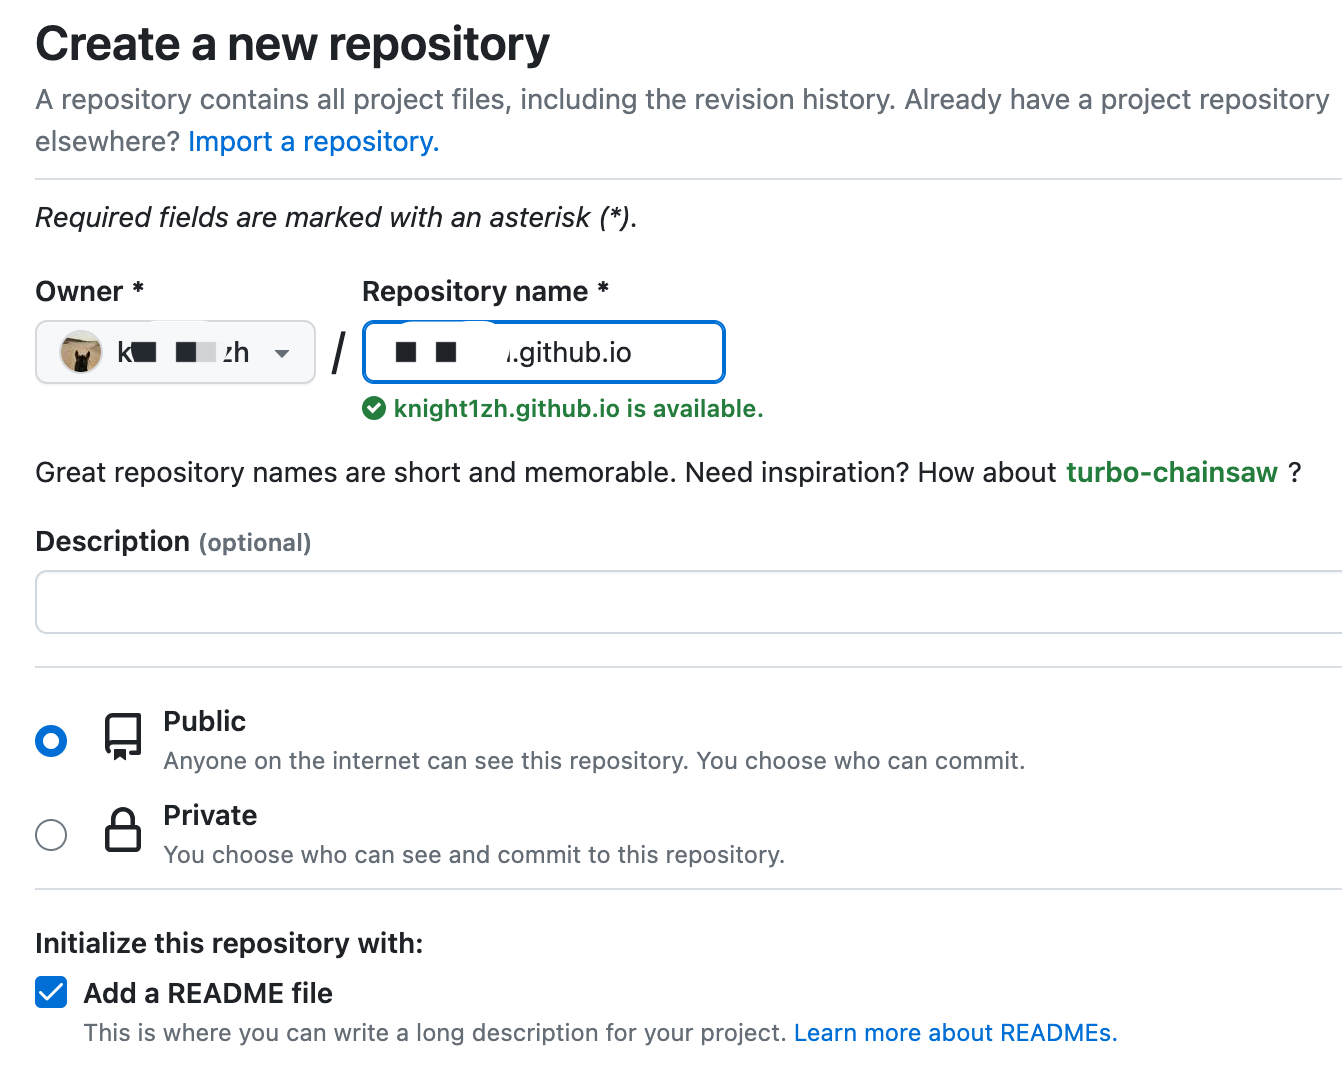 Create a new repository
A repository contains all project files, including the revision history. Already have a project repository
elsewhere? Import a repository.
Required fields are marked with an asterisk (*).
Owner * Repository name *
k zh / .github.io
knight1zh.github.io is available.
Great repository names are short and memorable. Need inspiration? How about turbo-chainsaw ?
Description (optional)
Public
Anyone on the internet can see this repository. You choose who can commit.
Private
You choose who can see and commit to this repository.
Initialize this repository with:
Add a README file
This is where you can write a long description for your project. Learn more about READMEs.